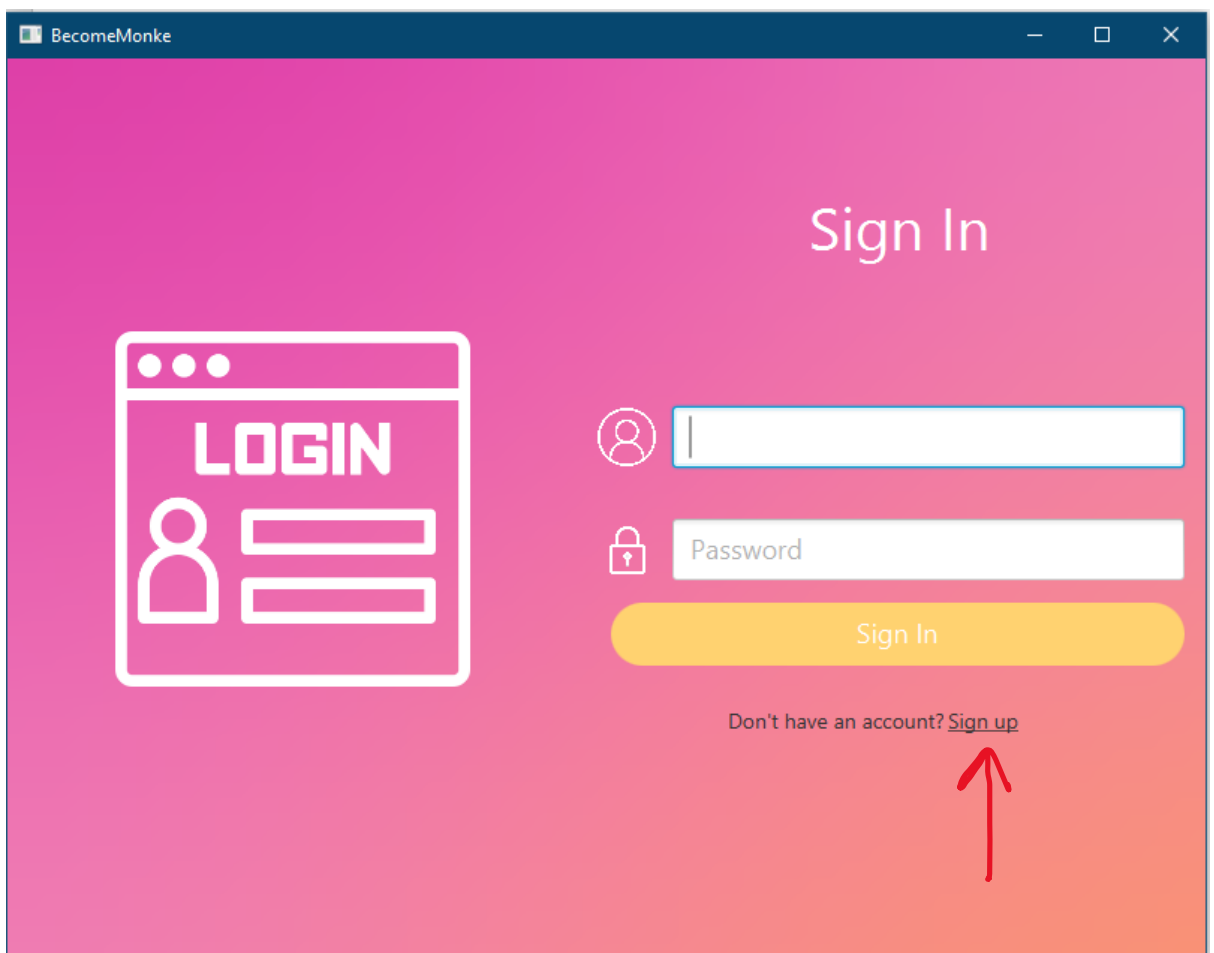 BecomeMonke
Sign In
LOGIN
Password
Sign In
Don't have an account? Sign up